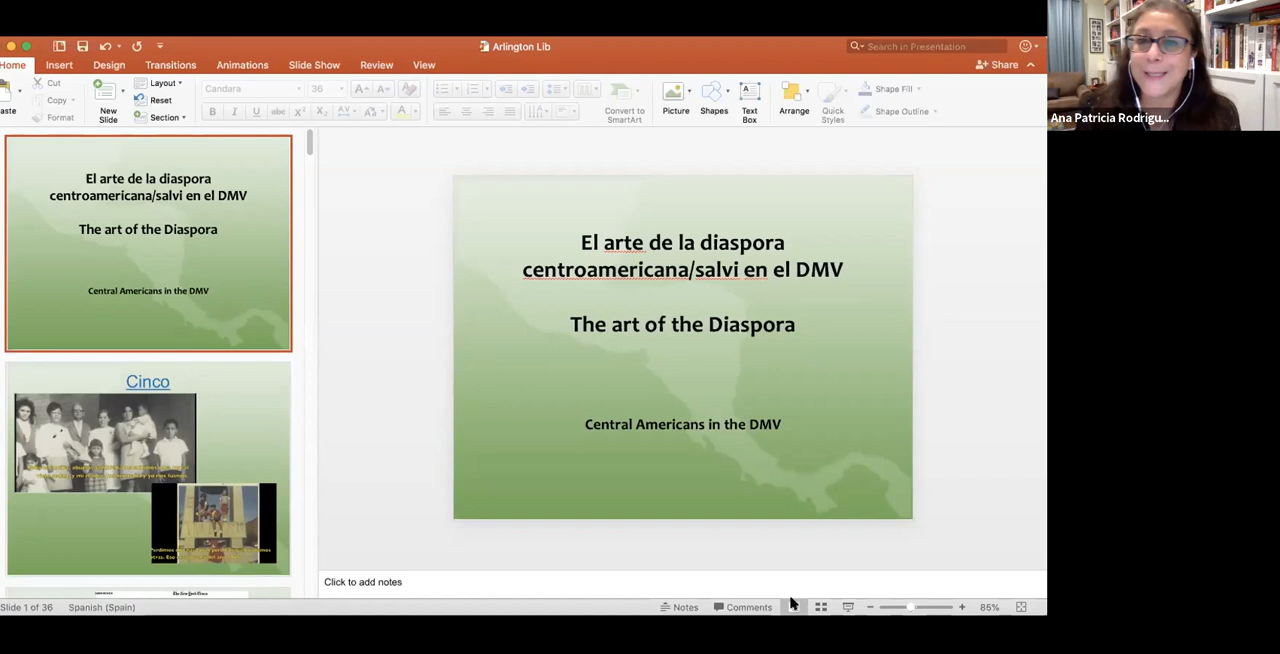 Arlington Lib
Search in Presentation
Home
Insert
Design
Transitions
Animations
Slide Show
Review
View
Share
aste
Cut
Copy
Format
New
Slide
Layout
Reset
Section
Candara
36
Convert to
SmartArt
Picture
Shapes
Text
Box
Arrange
Quick
Styles
Shape Fill
Shape Outline
El arte de la diaspora
centroamericana/salvi en el DMV
The art of the Diaspora
Central Americans in the DMV
Cinco
El arte de la diaspora
centroamericana/salvi en el DMV
The art of the Diaspora
Central Americans in the DMV
Click to add notes
Slide 1 of 36
Spanish (Spain)
Notes
Comments
85%
Ana Patricia Rodrigu...